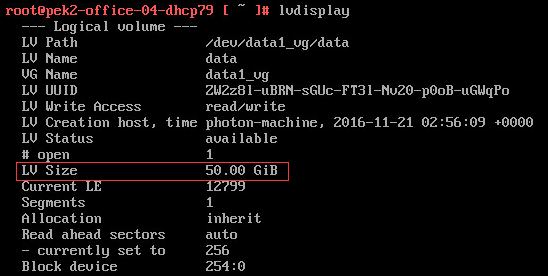 root@pek2-office-04-dhcp79 [ ~ ]# lvdisplay
--- Logical volume ---
LV Path /dev/data1_vg/data
LV Name data
VG Name data1_vg
LV UUID ZW2z8l-uBRN-sGUc-FT3l-Nv20-p0oB-uGWqPo
LV Write Access read/write
LV Creation host, time photon-machine, 2016-11-21 02:56:09 +0000
LV Status available
# open 1
LV Size 50.00 GiB
Current LE 12799
Segments 1
Allocation inherit
Read ahead sectors auto
- currently set to 256
Block device 254:0